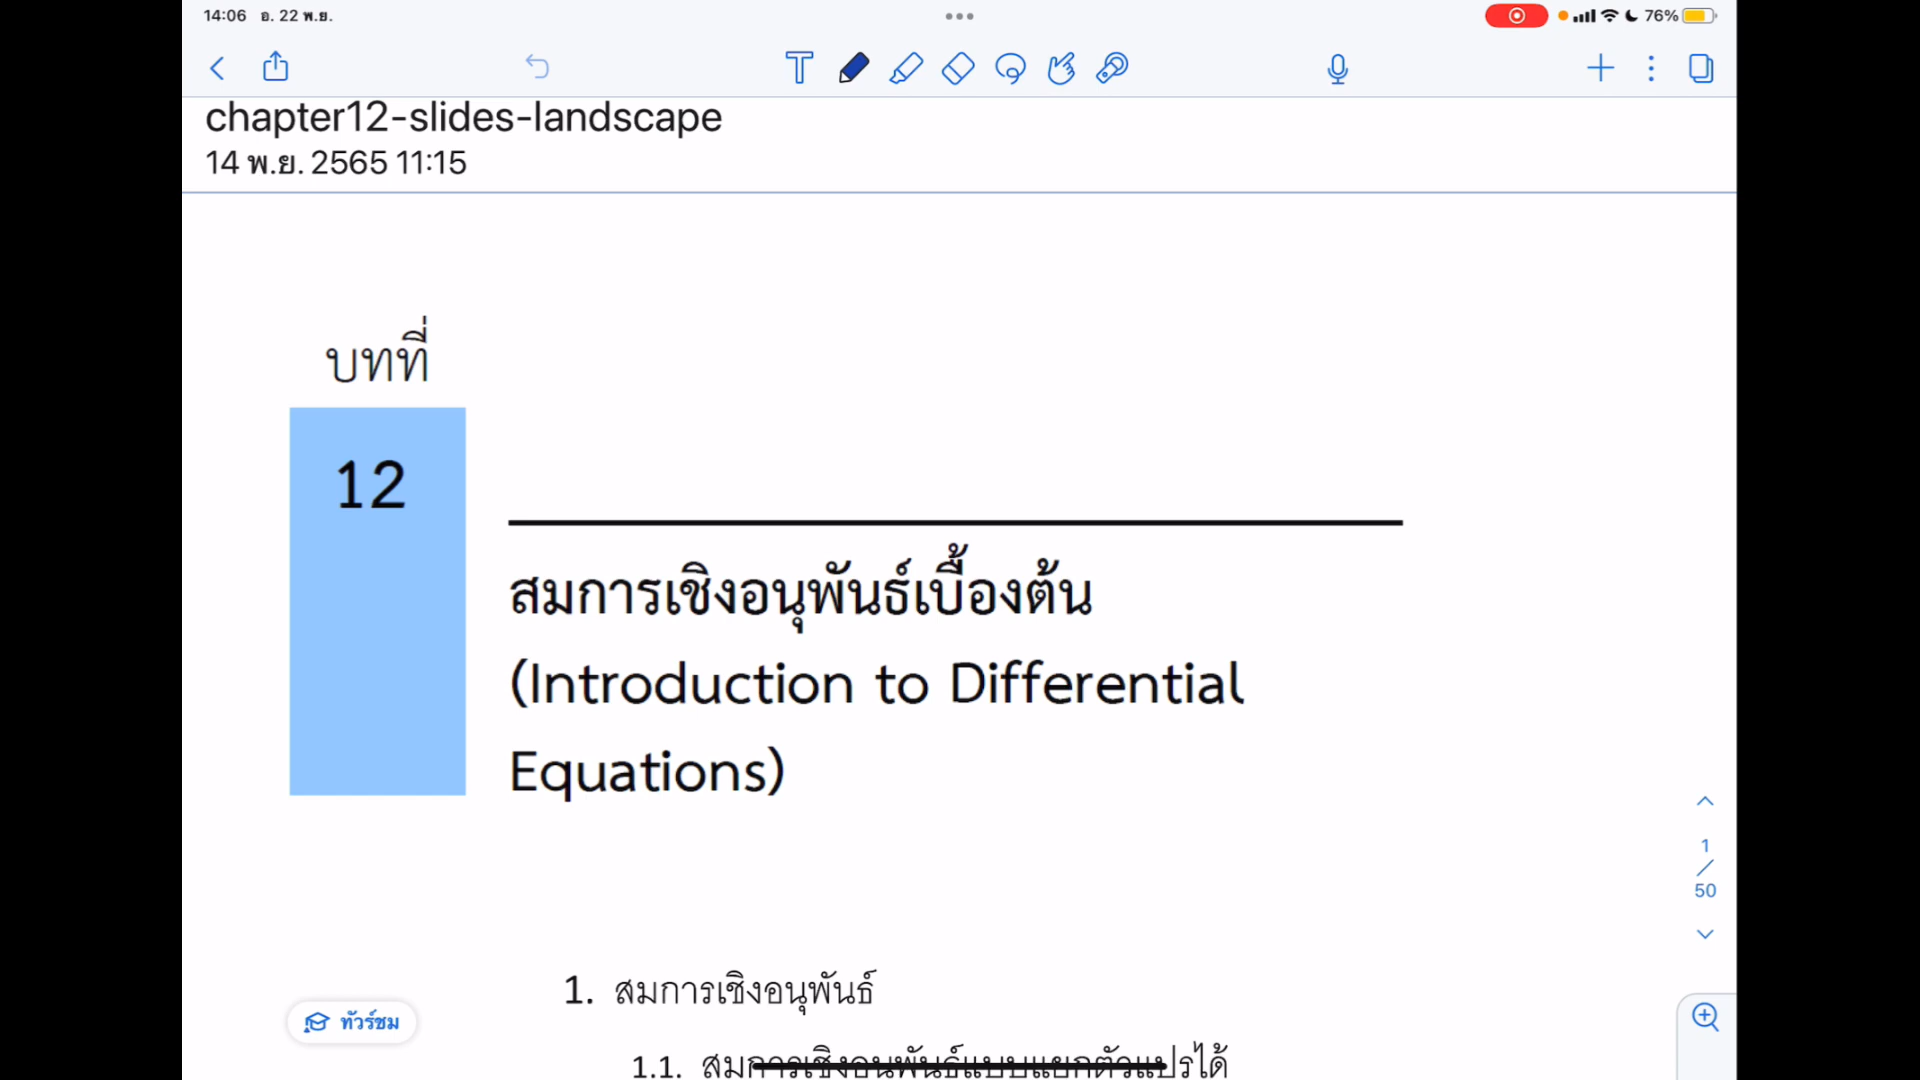 14:06 อ. 22 พ.ย.
76%
T
chapter12-slides-landscape
14 พ.ย. 2565 11:15
บทที่
12
สมการเชิงอนุพันธ์เบื้องต้น
(Introduction to Differential
Equations)
1
/
50
1. สมการเชิงอนุพันธ์
ทัวร์ชม
1.1. สมการเชิงอนุพันธ์แบบแยกตัวแปรได้